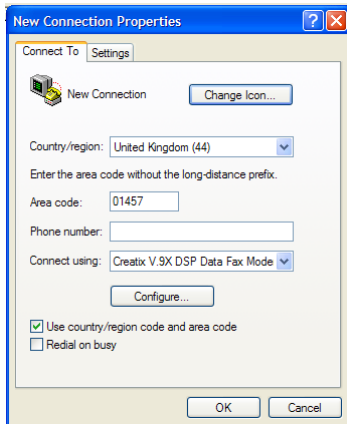 New Connection Properties
Connect To Settings
New Connection Change Icon...
Country/region: United Kingdom (44)
Enter the area code without the long-distance prefix.
Area code: 01457
Phone number:
Connect using: Creatix V.9X DSP Data Fax Mode
Configure...
Use country/region code and area code
Redial on busy
OK Cancel